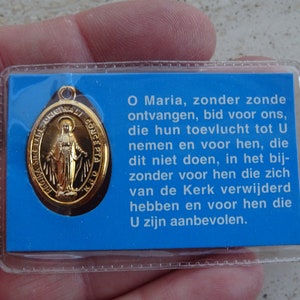 O Maria, zonder zonde
ontvangen, bid voor ons,
die hun toevlucht tot U
nemen en voor hen, die
dit niet doen, in het bij-
zonder voor hen die zich
van de Kerk verwijderd
hebben en voor hen die
U zijn aanbevolen.